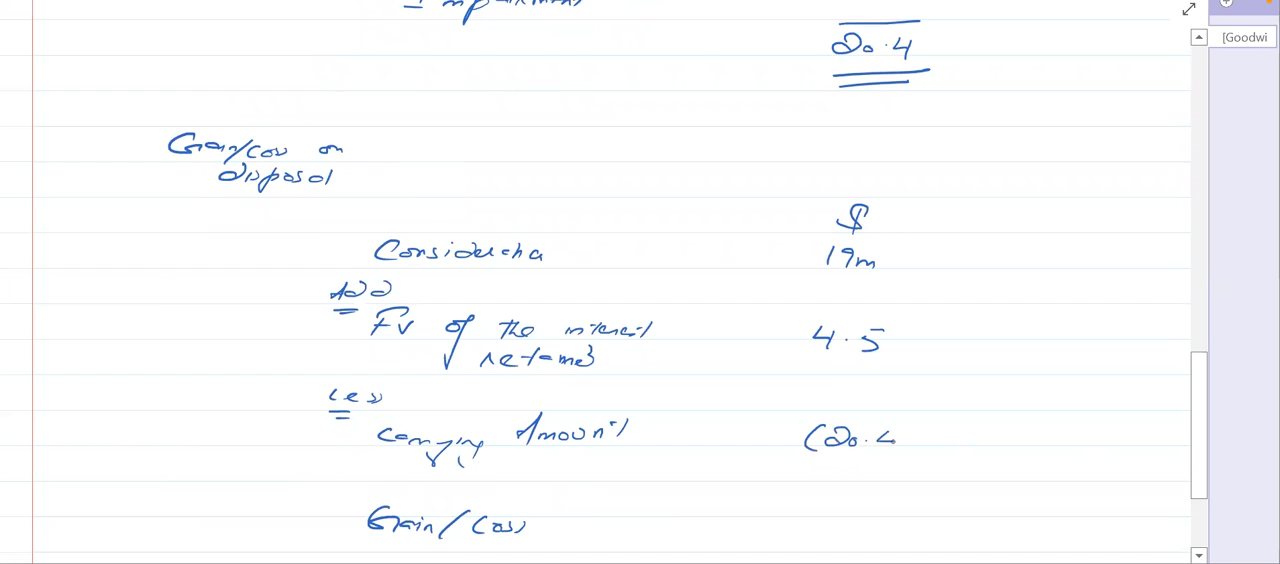 Impairment
20.4
[Goodwi
Gain/Loss on
disposal
$
Consideration 19m
Add
FV of the interest 4.5
retained
Less
Carrying Amount (20.4
Gain/Loss